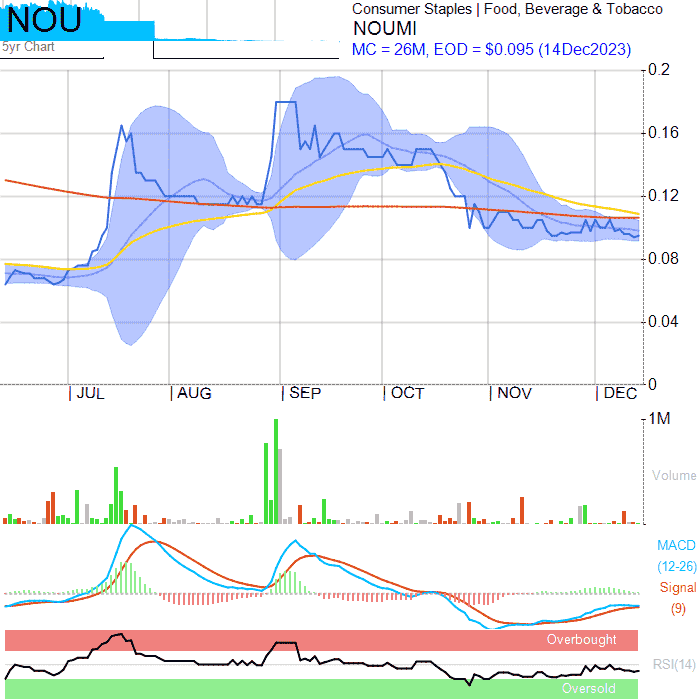 NOU
5yr Chart
Consumer Staples | Food, Beverage & Tobacco
NOUMI
MC = 26M, EOD = $0.095 (14Dec2023)
0.2
0.16
0.12
0.08
0.04
0
JUL AUG SEP OCT NOV DEC
1M
Volume
MACD
(12-26)
Signal
(9)
Overbought
RSI(14)
Oversold